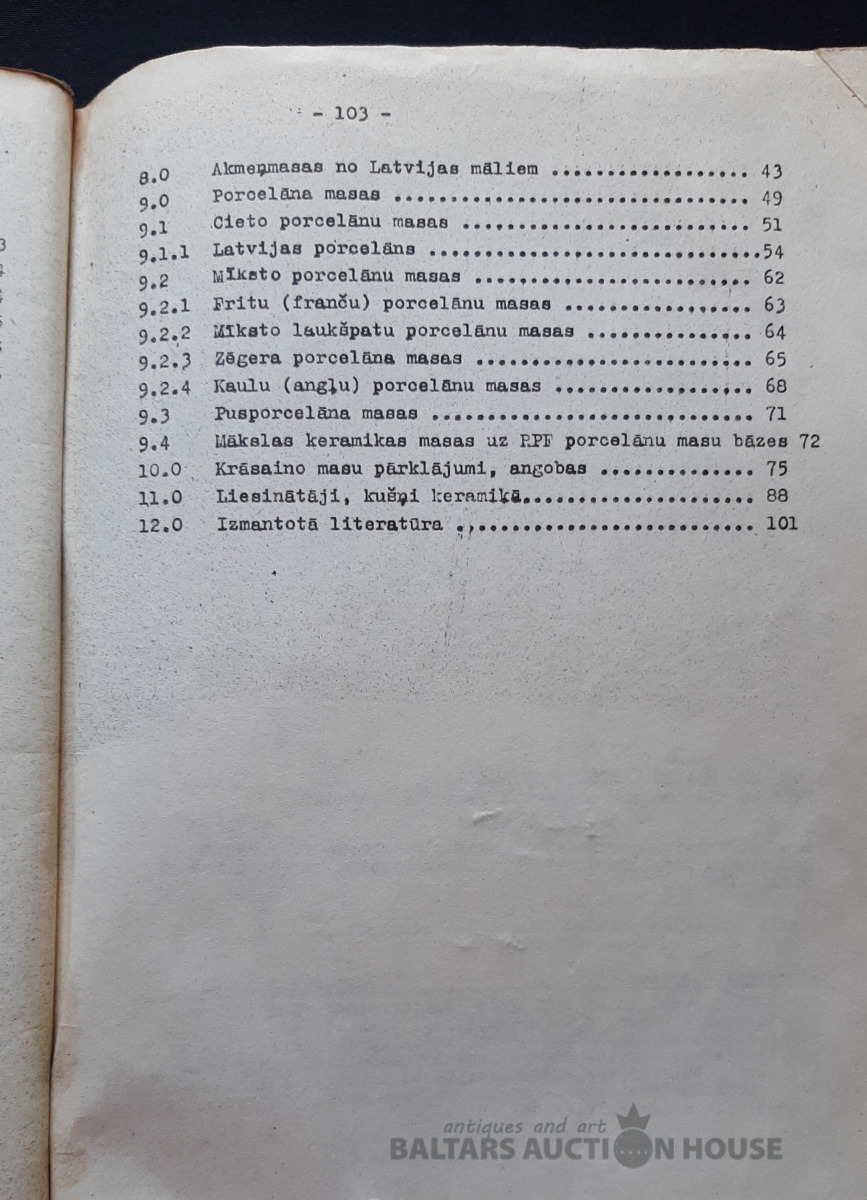 - 103 -
8.0 Akmeņmasas no Latvijas māliem ................... 43
9.0 Porcelāna masas .................................. 49
9.1 Cieto porcelānu masas ............................ 51
9.1.1 Latvijas porcelāns ................................54
9.2 Mīksto porcelānu masas ........................... 62
9.2.1 Fritu (franču) porcelānu masas .................. 63
9.2.2 Mīksto laukšpatu porcelānu masas ................ 64
9.2.3 Zēgera porcelāna masas ........................... 65
9.2.4 Kaulu (angļu) porcelānu masas ................... 68
9.3 Pusporcelāna masas ............................... 71
9.4 Mākslas keramikas masas uz RPF porcelānu masu bāzes 72
10.0 Krāsaino masu pārklājumi, angobas ............... 75
11.0 Liesinātāji, kušņi keramikā...................... 88
12.0 Izmantotā literatūra ............................. 101
antiques and art
BALTARS AUCTION HOUSE